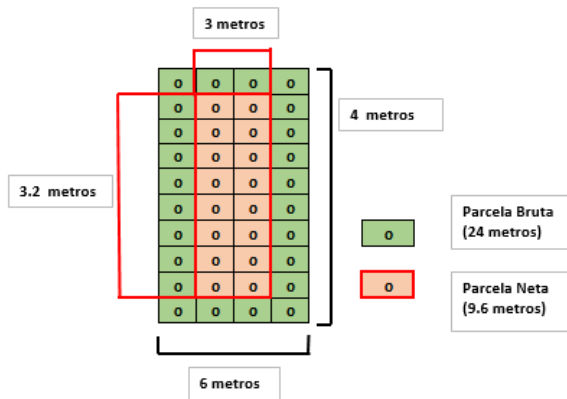 3 metros
o o o o
o o o o
o o o o
o o o o
o o o o
o o o o
o o o o
o o o o
o o o o
o o o o
4 metros
3.2 metros
6 metros
o
Parcela Bruta
(24 metros)
o
Parcela Neta
(9.6 metros)